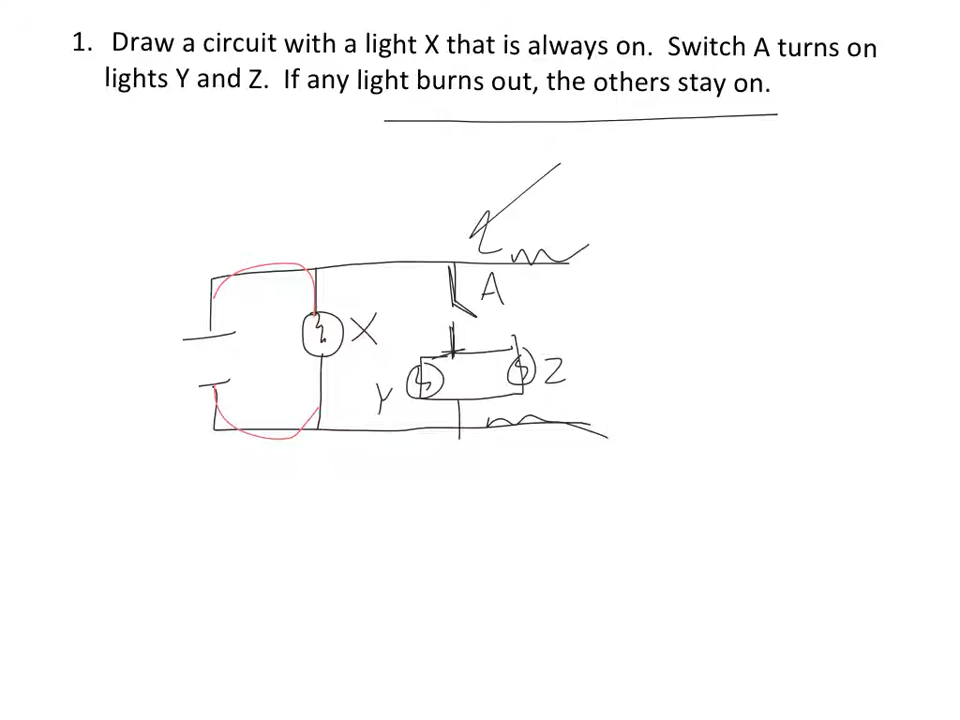 1. Draw a circuit with a light X that is always on. Switch A turns on
lights Y and Z. If any light burns out, the others stay on.
A
X
Y
Z